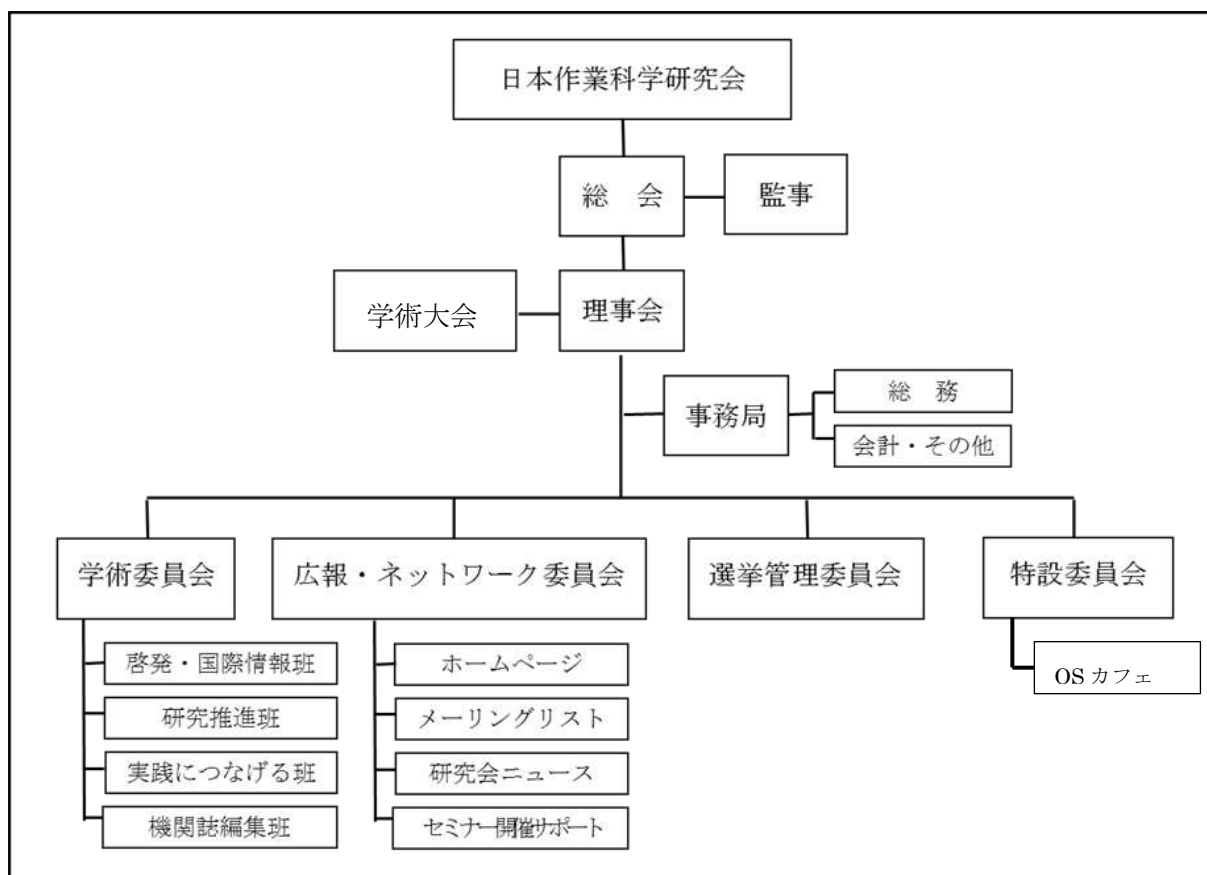 日本作業科学研究会
総　会
監事
学術大会
理事会
事務局
総　務
会計・その他
学術委員会
広報・ネットワーク委員会
選挙管理委員会
特設委員会
啓発・国際情報班
ホームページ
OS カフェ
研究推進班
メーリングリスト
実践につなげる班
研究会ニュース
機関誌編集班
セミナー開催サポート